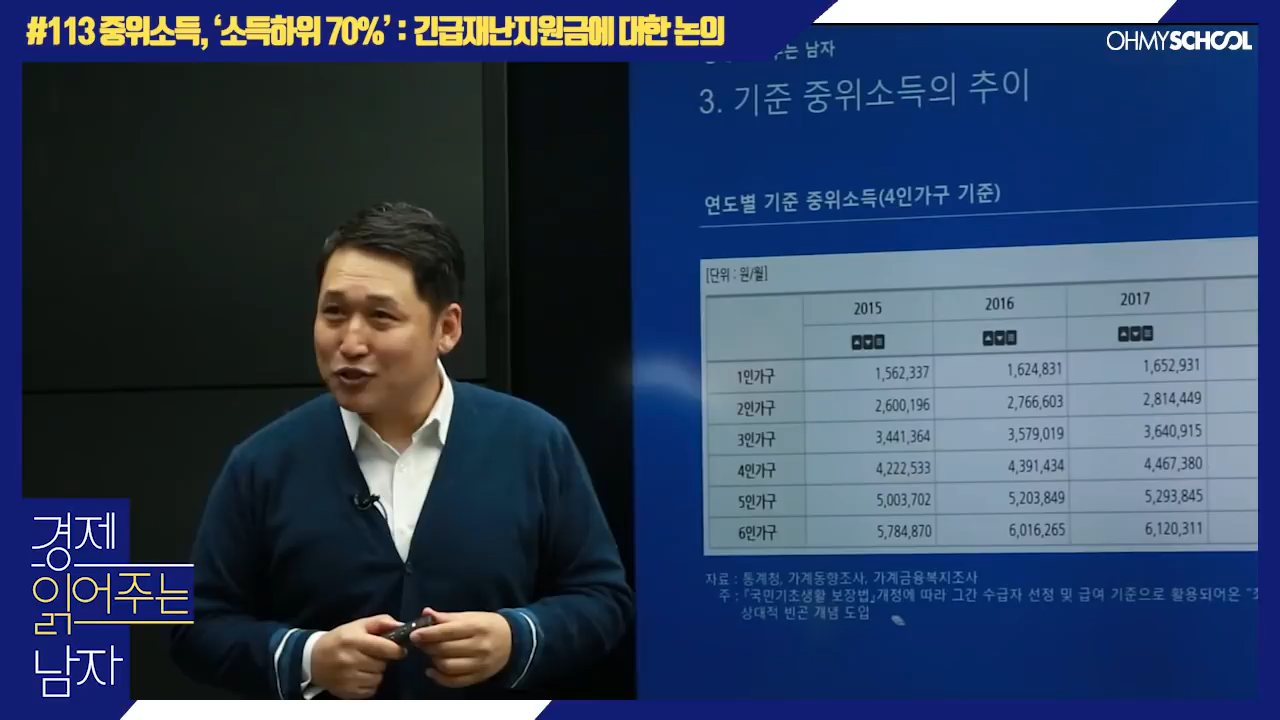 #113 중위소득, ‘소득하위 70%’ : 긴급재난지원금에 대한 논의
OHMYSCHOOL
는 남자
3. 기준 중위소득의 추이
연도별 기준 중위소득(4인가구 기준)
[단위 : 원/월]
2015 2016 2017
1인가구 1,562,337 1,624,831 1,652,931
2인가구 2,600,196 2,766,603 2,814,449
3인가구 3,441,364 3,579,019 3,640,915
4인가구 4,222,533 4,391,434 4,467,380
5인가구 5,003,702 5,203,849 5,293,845
6인가구 5,784,870 6,016,265 6,120,311
자료 : 통계청, 가계동향조사, 가계금융복지조사
주 : 「국민기초생활 보장법」개정에 따라 그간 수급자 선정 및 급여 기준으로 활용되어온 “
상대적 빈곤 개념 도입
경제
읽어주는
남자